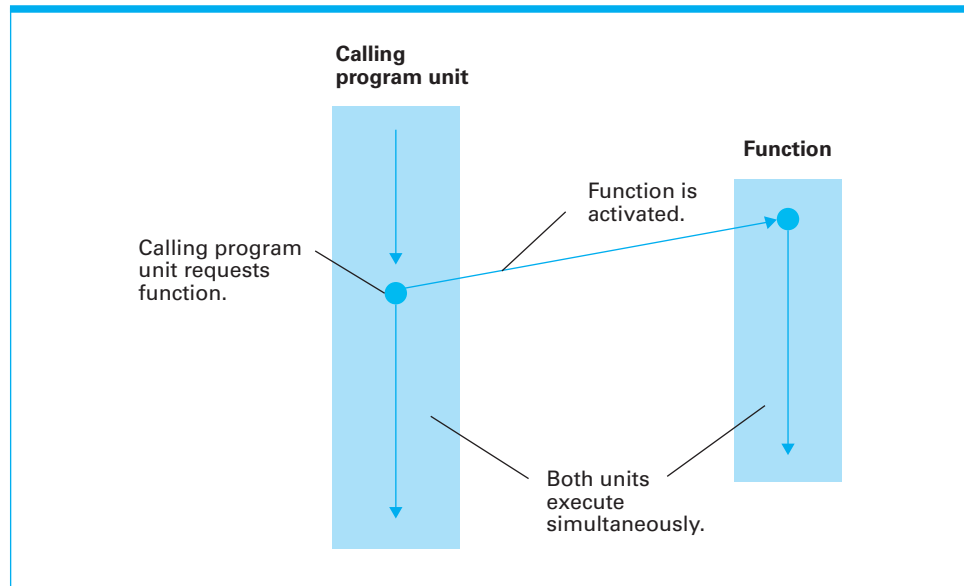 Calling
program unit
Function
Function is
activated.
Calling program
unit requests
function.
Both units
execute
simultaneously.